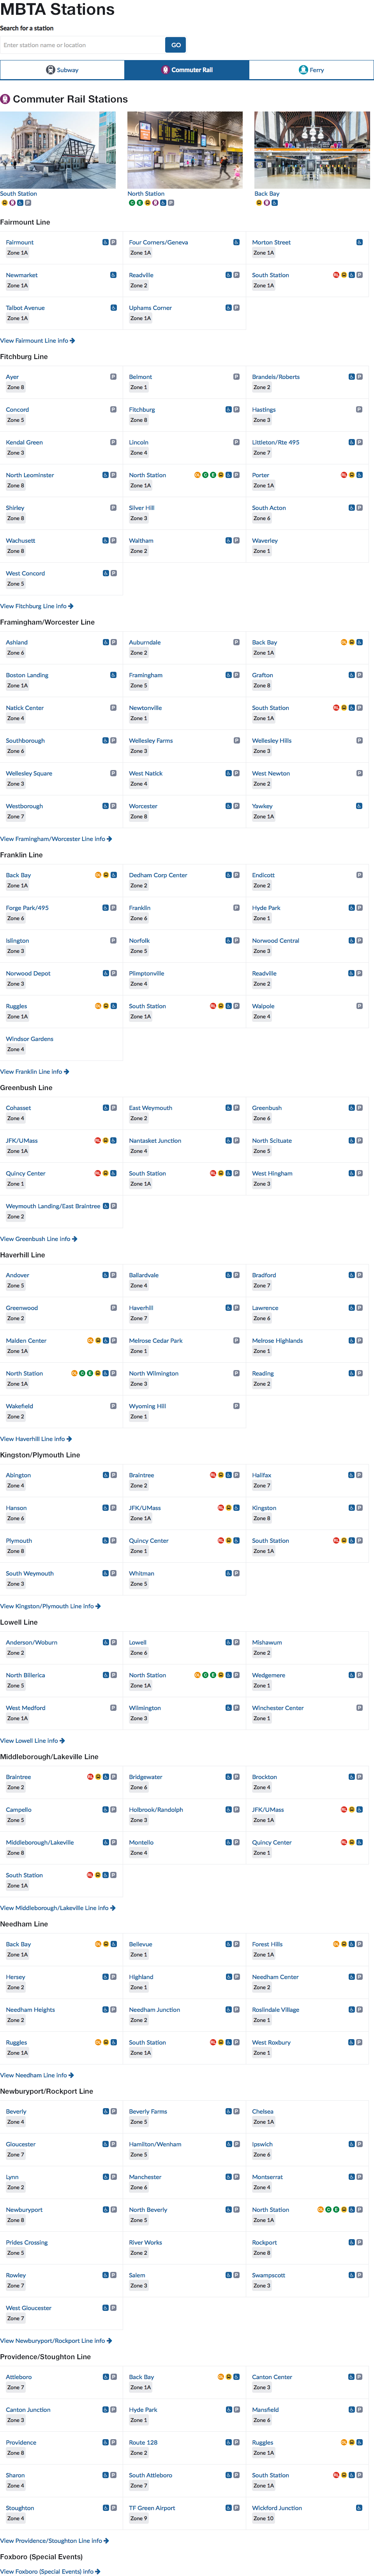 MBTA Stations
Search for a station
Enter station name or location
GO
Subway
Commuter Rail
Ferry
Commuter Rail Stations
South Station
North Station
Back Bay
Fairmount Line
Fairmount
Zone 1A
Four Corners/Geneva
Zone 1A
Morton Street
Zone 1A
Newmarket
Zone 1A
Readville
Zone 2
South Station
Zone 1A
Talbot Avenue
Zone 1A
Uphams Corner
Zone 1A
View Fairmount Line info
Fitchburg Line
Ayer
Zone 8
Belmont
Zone 1
Brandeis/Roberts
Zone 2
Concord
Zone 5
Fitchburg
Zone 8
Hastings
Zone 3
Kendal Green
Zone 3
Lincoln
Zone 4
Littleton/Rte 495
Zone 7
North Leominster
Zone 8
North Station
Zone 1A
Porter
Zone 1A
Shirley
Zone 8
Silver Hill
Zone 3
South Acton
Zone 6
Wachusett
Zone 8
Waltham
Zone 2
Waverley
Zone 1
West Concord
Zone 5
View Fitchburg Line info
Framingham/Worcester Line
Ashland
Zone 6
Auburndale
Zone 2
Back Bay
Zone 1A
Boston Landing
Zone 1A
Framingham
Zone 5
Grafton
Zone 8
Natick Center
Zone 4
Newtonville
Zone 1
South Station
Zone 1A
Southborough
Zone 6
Wellesley Farms
Zone 3
Wellesley Hills
Zone 3
Wellesley Square
Zone 3
West Natick
Zone 4
West Newton
Zone 2
Westborough
Zone 7
Worcester
Zone 8
Yawkey
Zone 1A
View Framingham/Worcester Line info
Franklin Line
Back Bay
Zone 1A
Dedham Corp Center
Zone 2
Endicott
Zone 2
Forge Park/495
Zone 6
Franklin
Zone 6
Hyde Park
Zone 1
Islington
Zone 3
Norfolk
Zone 5
Norwood Central
Zone 3
Norwood Depot
Zone 3
Plimptonville
Zone 4
Readville
Zone 2
Ruggles
Zone 1A
South Station
Zone 1A
Walpole
Zone 4
Windsor Gardens
Zone 4
View Franklin Line info
Greenbush Line
Cohasset
Zone 4
East Weymouth
Zone 2
Greenbush
Zone 6
JFK/UMass
Zone 1A
Nantasket Junction
Zone 4
North Scituate
Zone 5
Quincy Center
Zone 1
South Station
Zone 1A
West Hingham
Zone 3
Weymouth Landing/East Braintree
Zone 2
View Greenbush Line info
Haverhill Line
Andover
Zone 5
Ballardvale
Zone 4
Bradford
Zone 7
Greenwood
Zone 2
Haverhill
Zone 7
Lawrence
Zone 6
Malden Center
Zone 1A
Melrose Cedar Park
Zone 1
Melrose Highlands
Zone 1
North Station
Zone 1A
North Wilmington
Zone 3
Reading
Zone 2
Wakefield
Zone 2
Wyoming Hill
Zone 1
View Haverhill Line info
Kingston/Plymouth Line
Abington
Zone 4
Braintree
Zone 2
Halifax
Zone 7
Hanson
Zone 6
JFK/UMass
Zone 1A
Kingston
Zone 8
Plymouth
Zone 8
Quincy Center
Zone 1
South Station
Zone 1A
South Weymouth
Zone 3
Whitman
Zone 5
View Kingston/Plymouth Line info
Lowell Line
Anderson/Woburn
Zone 2
Lowell
Zone 6
Mishawum
Zone 2
North Billerica
Zone 5
North Station
Zone 1A
Wedgemere
Zone 1
West Medford
Zone 1A
Wilmington
Zone 3
Winchester Center
Zone 1
View Lowell Line info
Middleborough/Lakeville Line
Braintree
Zone 2
Bridgewater
Zone 6
Brockton
Zone 4
Campello
Zone 5
Holbrook/Randolph
Zone 3
JFK/UMass
Zone 1A
Middleborough/Lakeville
Zone 8
Montello
Zone 4
Quincy Center
Zone 1
South Station
Zone 1A
View Middleborough/Lakeville Line info
Needham Line
Back Bay
Zone 1A
Bellevue
Zone 1
Forest Hills
Zone 1A
Hersey
Zone 2
Highland
Zone 1
Needham Center
Zone 2
Needham Heights
Zone 2
Needham Junction
Zone 2
Roslindale Village
Zone 1
Ruggles
Zone 1A
South Station
Zone 1A
West Roxbury
Zone 1
View Needham Line info
Newburyport/Rockport Line
Beverly
Zone 4
Beverly Farms
Zone 5
Chelsea
Zone 1A
Gloucester
Zone 7
Hamilton/Wenham
Zone 5
Ipswich
Zone 6
Lynn
Zone 2
Manchester
Zone 6
Montserrat
Zone 4
Newburyport
Zone 8
North Beverly
Zone 5
North Station
Zone 1A
Prides Crossing
Zone 5
River Works
Zone 2
Rockport
Zone 8
Rowley
Zone 7
Salem
Zone 3
Swampscott
Zone 3
West Gloucester
Zone 7
View Newburyport/Rockport Line info
Providence/Stoughton Line
Attleboro
Zone 7
Back Bay
Zone 1A
Canton Center
Zone 3
Canton Junction
Zone 3
Hyde Park
Zone 1
Mansfield
Zone 6
Providence
Zone 8
Route 128
Zone 2
Ruggles
Zone 1A
Sharon
Zone 4
South Attleboro
Zone 7
South Station
Zone 1A
Stoughton
Zone 4
TF Green Airport
Zone 9
Wickford Junction
Zone 10
View Providence/Stoughton Line info
Foxboro (Special Events)
View Foxboro (Special Events) info